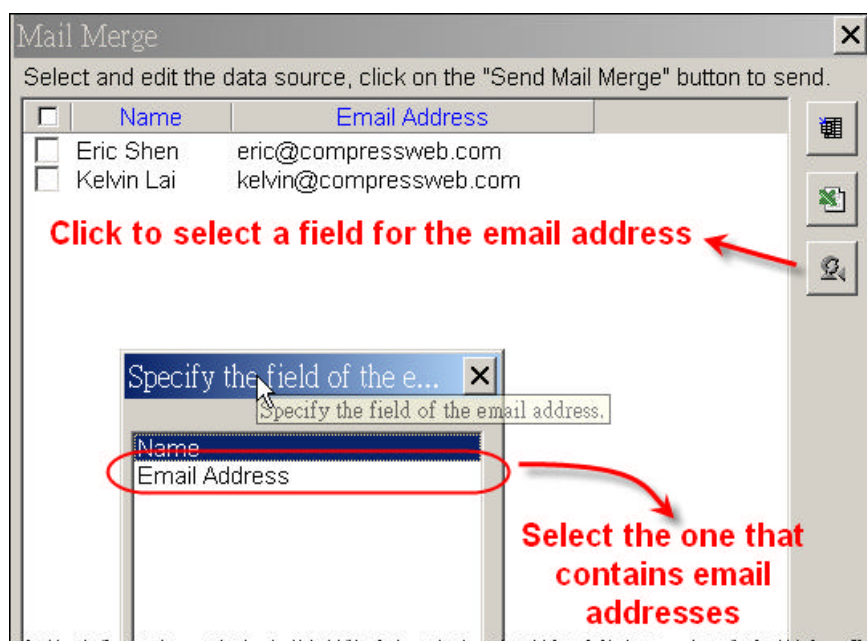 Mail Merge
Select and edit the data source, click on the "Send Mail Merge" button to send.
Name Email Address
Eric Shen eric@compressweb.com
Kelvin Lai kelvin@compressweb.com
Click to select a field for the email address
Specify the field of the e...
Specify the field of the email address.
Name
Email Address
Select the one that
contains email
addresses